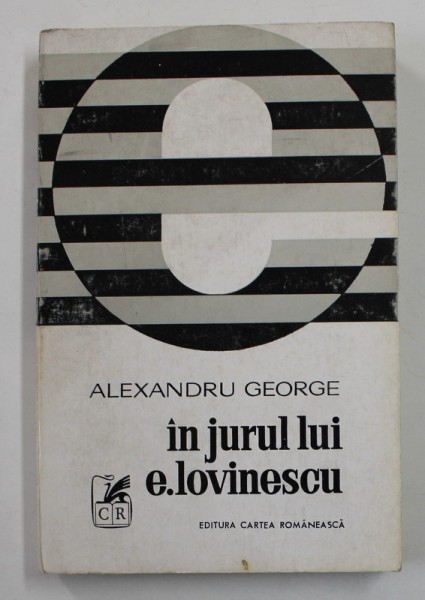 e
ALEXANDRU GEORGE
în jurul lui
e.lovinescu
CR
EDITURA CARTEA ROMÂNEASCĂ